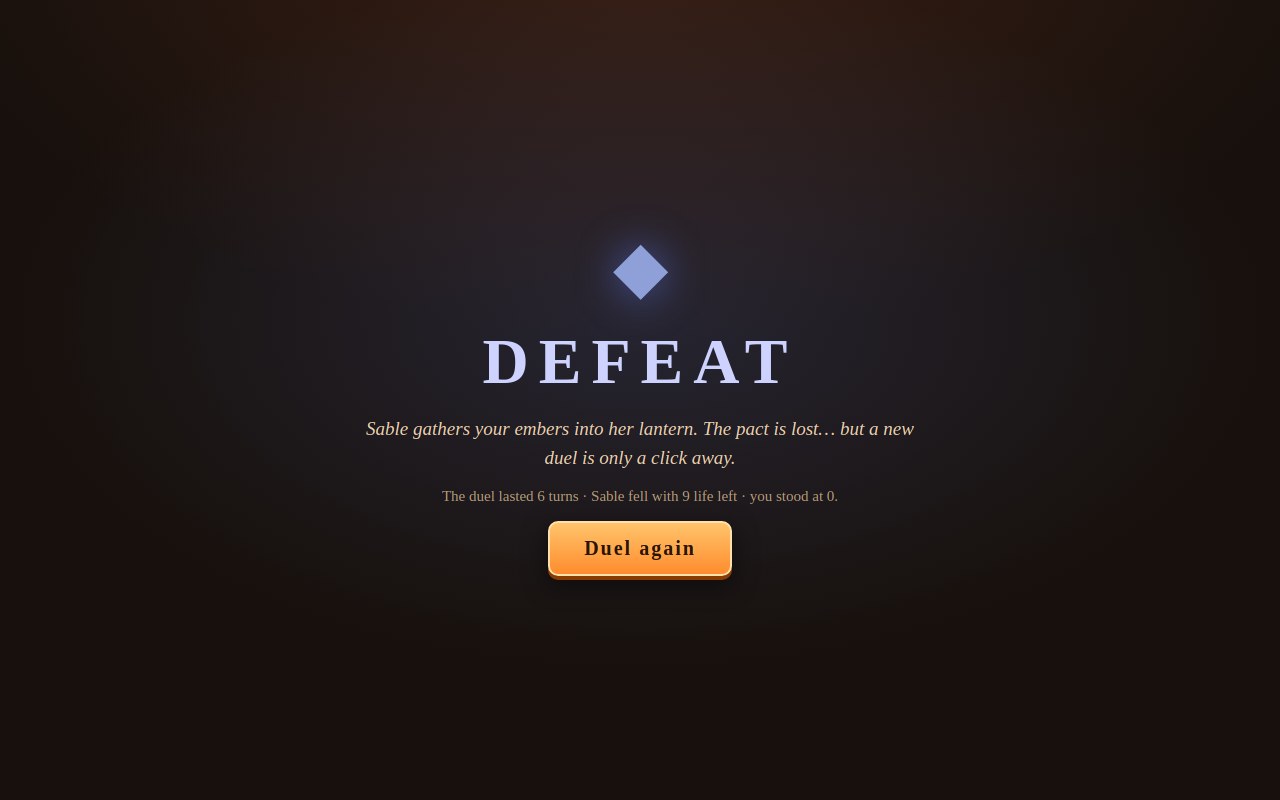 DEFEAT
Sable gathers your embers into her lantern. The pact is lost… but a new
duel is only a click away.
The duel lasted 6 turns · Sable fell with 9 life left · you stood at 0.
Duel again